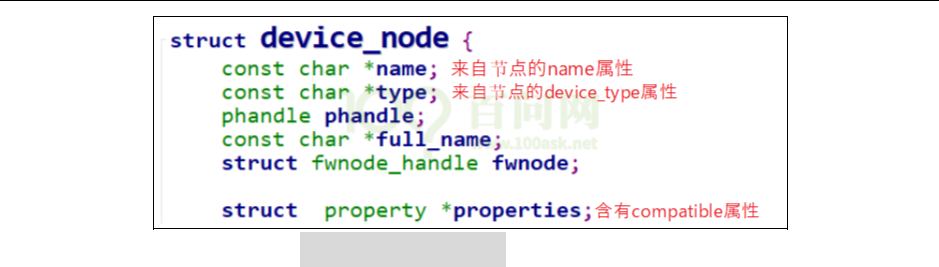 struct device_node {
const char *name; 来自节点的name属性
const char *type; 来自节点的device_type属性
phandle phandle;
const char *full_name;
struct fwnode_handle fwnode;
struct property *properties;含有compatible属性
百问网
www.100ask.net